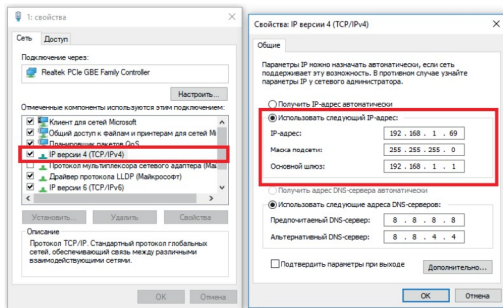 1: свойства
Сеть
Доступ
Подключение через:
Realtek PCIe GBE Family Controller
Настроить...
Отмеченные компоненты используются этим подключением:
Клиент для сетей Microsoft
Общий доступ к файлам и принтерам для сетей Mi
Планировщик пакетов QoS
IP версии 4 (TCP/IPv4)
Протокол мультиплексора сетевого адаптера (Ма
Драйвер протокола LLDP (Майкрософт)
IP версии 6 (TCP/IPv6)
Установить...
Удалить
Свойства
Описание
Протокол TCP/IP. Стандартный протокол глобальных
сетей, обеспечивающий связь между различными
взаимодействующими сетями.
ОК
Отмена
Свойства: IP версии 4 (TCP/IPv4)
Общие
Параметры IP можно назначать автоматически, если сеть
поддерживает эту возможность. В противном случае узнайте
параметры IP у сетевого администратора.
Получить IP-адрес автоматически
Использовать следующий IP-адрес:
IP-адрес: 192 . 168 . 1 . 69
Маска подсети: 255 . 255 . 255 . 0
Основной шлюз: 192 . 168 . 1 . 1
Получить адрес DNS-сервера автоматически
Использовать следующие адреса DNS-серверов:
Предпочитаемый DNS-сервер: 8 . 8 . 8 . 8
Альтернативный DNS-сервер: 8 . 8 . 4 . 4
Подтвердить параметры при выходе
Дополнительно...
ОК
Отмена